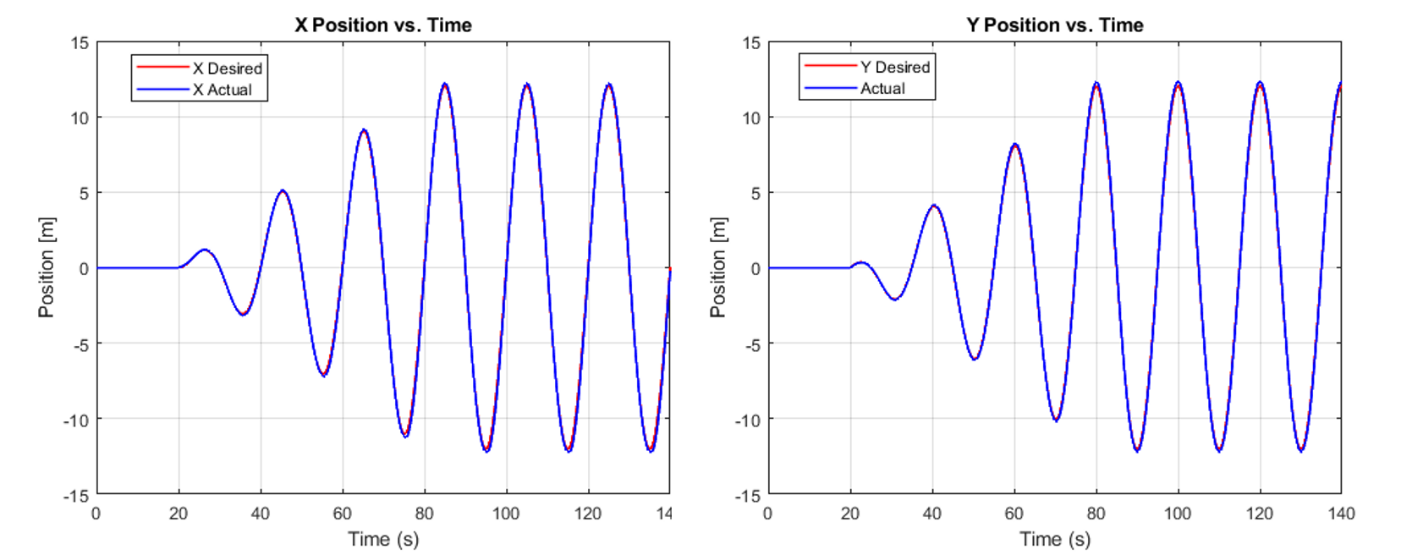 X Position vs. Time
15
10
5
0
-5
-10
-15
Position [m]
X Desired
X Actual
0 20 40 60 80 100 120 14
Time (s)
Y Position vs. Time
15
10
5
0
-5
-10
-15
Position [m]
Y Desired
Actual
0 20 40 60 80 100 120 140
Time (s)